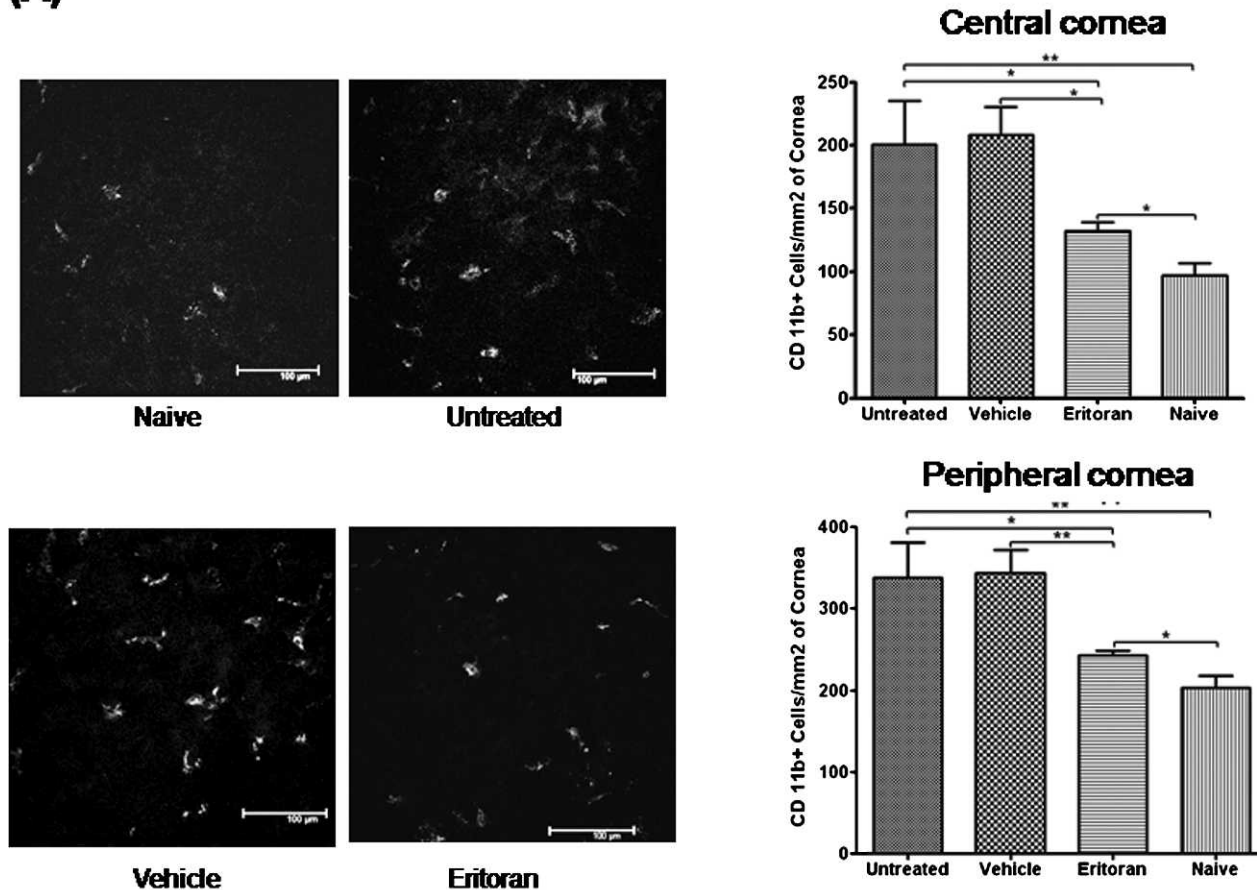 (A)
100 µm
100 µm
Naive
Untreated
100 µm
100 µm
Vehicle
Eritoran
Central cornea
**
*
*
*
CD 11b+ Cells/mm2 of Cornea
250
200
150
100
50
0
Untreated Vehicle Eritoran Naive
Peripheral cornea
**
*
**
*
CD 11b+ Cells/mm2 of Cornea
400
300
200
100
0
Untreated Vehicle Eritoran Naive